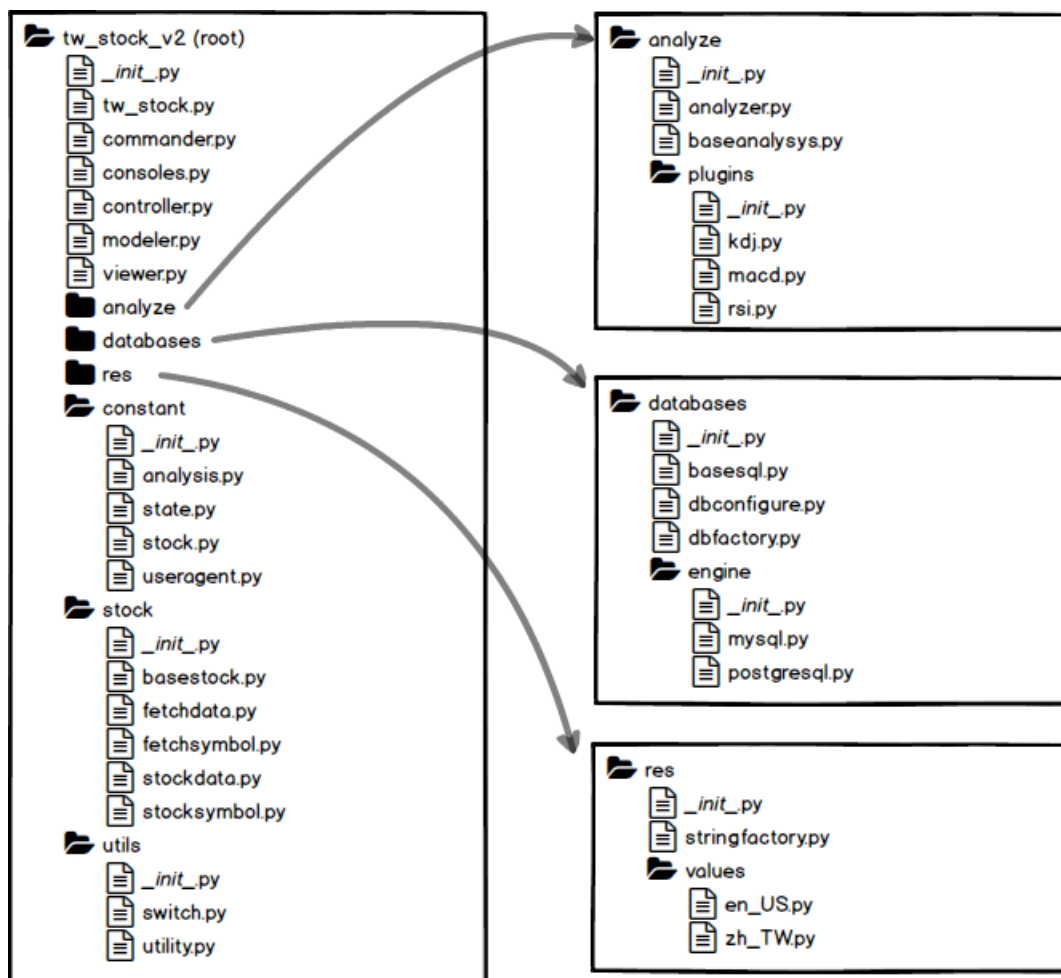 tw_stock_v2 (root)
_init_.py
tw_stock.py
commander.py
consoles.py
controller.py
modeler.py
viewer.py
analyze
databases
res
constant
_init_.py
analysis.py
state.py
stock.py
useragent.py
stock
_init_.py
basestock.py
fetchdata.py
fetchsymbol.py
stockdata.py
stocksymbol.py
utils
_init_.py
switch.py
utility.py
analyze
_init_.py
analyzer.py
baseanalysys.py
plugins
_init_.py
kdj.py
macd.py
rsi.py
databases
_init_.py
basesql.py
dbconfigure.py
dbfactory.py
engine
_init_.py
mysql.py
postgresql.py
res
_init_.py
stringfactory.py
values
en_US.py
zh_TW.py